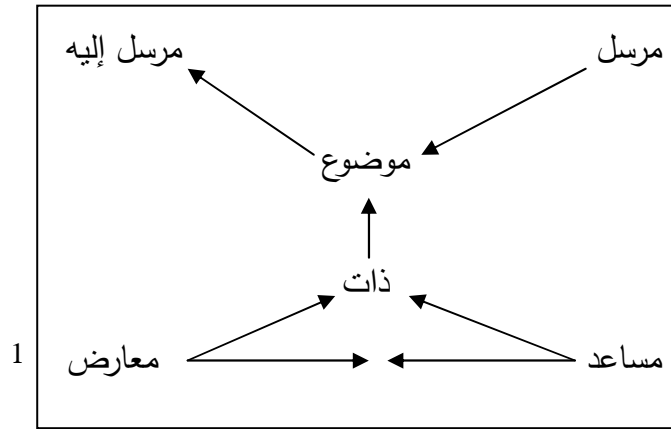 مرسل مرسل إليه
موضوع
ذات
مساعد معارض 1